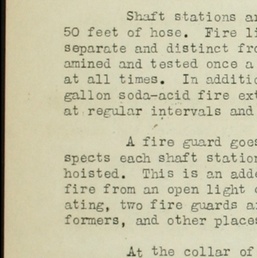 Shaft stations an
50 feet of hose. Fire li
separate and distinct fro
amined and tested once a
at all times. In additio
gallon soda-acid fire ext
at regular intervals and
A fire guard goes
spects each shaft station
hoisted. This is an adde
fire from an open light o
ating, two fire guards a
formers, and other places
At the collar of